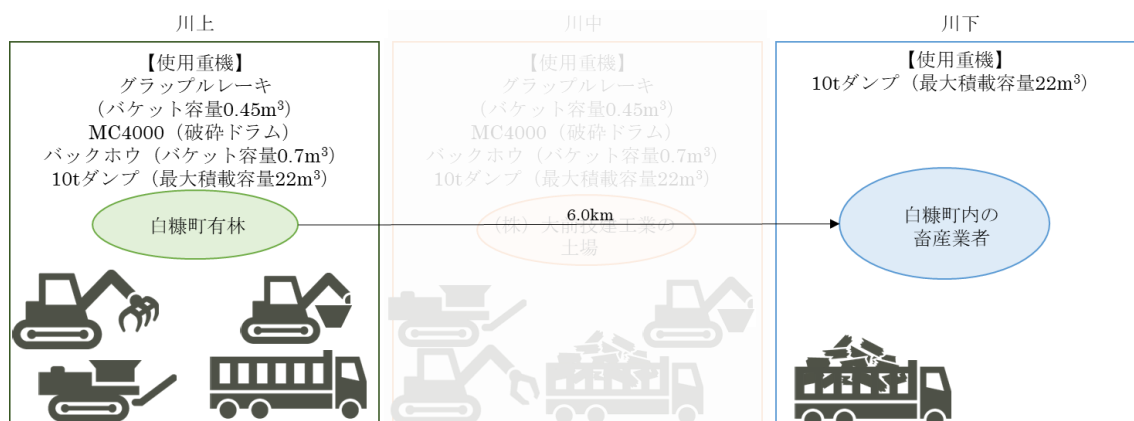 川上
【使用重機】
グラップルレーキ
（バケット容量0.45m³）
MC4000（破砕ドラム）
バックホウ（バケット容量0.7m³）
10tダンプ（最大積載容量22m³）
白糠町有林
川中
【使用重機】
グラップルレーキ
（バケット容量0.45m³）
MC4000（破砕ドラム）
バックホウ（バケット容量0.7m³）
10tダンプ（最大積載容量22m³）
6.0km
（株）大前技建工業の
土場
川下
【使用重機】
10tダンプ（最大積載容量22m³）
白糠町内の
畜産業者